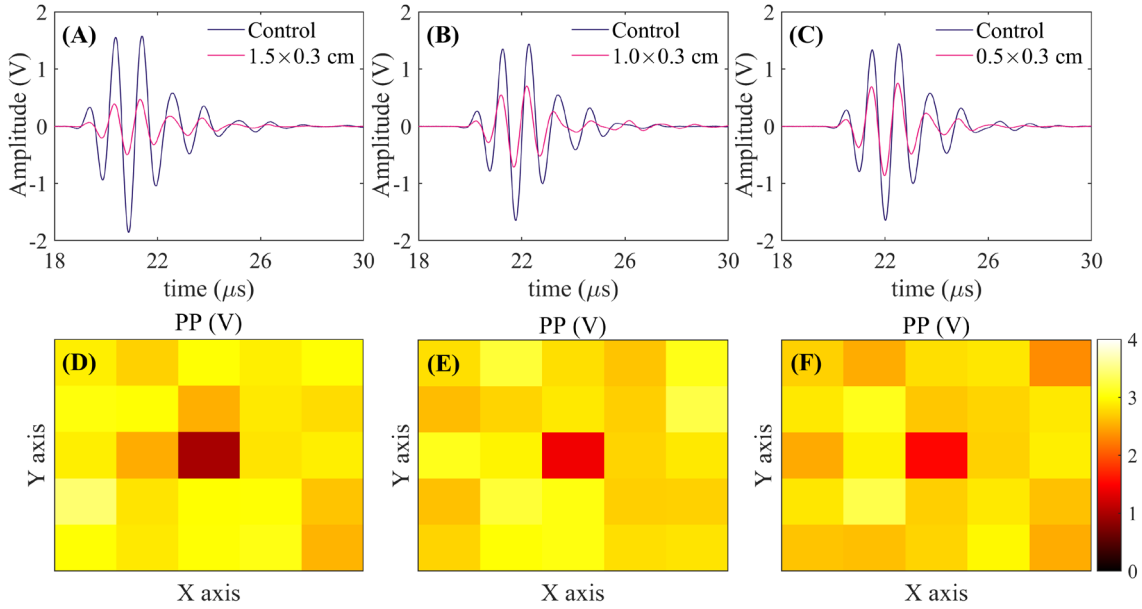 (A)
Control
1.5×0.3 cm
Amplitude (V)
2
1
0
-1
-2
18
22
26
30
time (μs)
(B)
Control
1.0×0.3 cm
Amplitude (V)
2
1
0
-1
-2
18
22
26
30
time (μs)
(C)
Control
0.5×0.3 cm
Amplitude (V)
2
1
0
-1
-2
18
22
26
30
time (μs)
PP (V)
(D)
Y axis
X axis
PP (V)
(E)
Y axis
X axis
PP (V)
(F)
Y axis
X axis
4
3
2
1
0